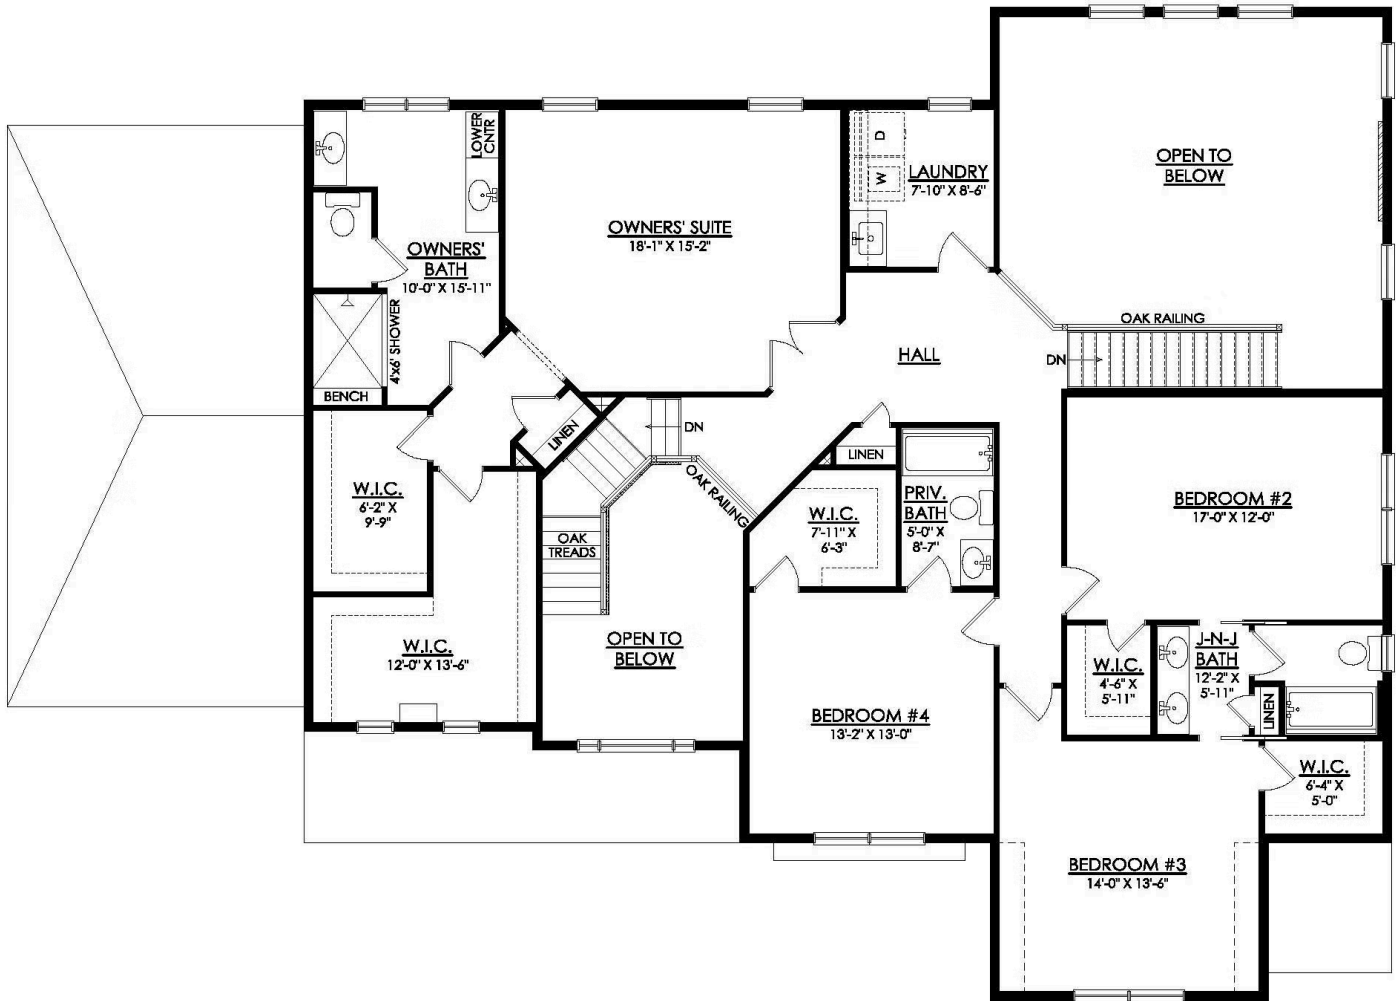 LOWER
CNTR
D
W
LAUNDRY
7'-10" X 8'-6"
OPEN TO
BELOW
OWNERS' SUITE
18'-1" X 15'-2"
OWNERS'
BATH
10'-0" X 15'-11"
4'x6' SHOWER
BENCH
OAK RAILING
HALL
DN
DN
LINEN
LINEN
OAK RAILING
W.I.C.
6'-2" X
9'-9"
OAK
TREADS
W.I.C.
7'-11" X
6'-3"
PRIV.
BATH
5'-0" X
8'-7"
BEDROOM #2
17'-0" X 12'-0"
W.I.C.
12'-0" X 13'-6"
OPEN TO
BELOW
W.I.C.
4'-6" X
5'-11"
J-N-J
BATH
12'-2" X
5'-11"
LINEN
BEDROOM #4
13'-2" X 13'-0"
W.I.C.
6'-4" X
5'-0"
BEDROOM #3
14'-0" X 13'-6"